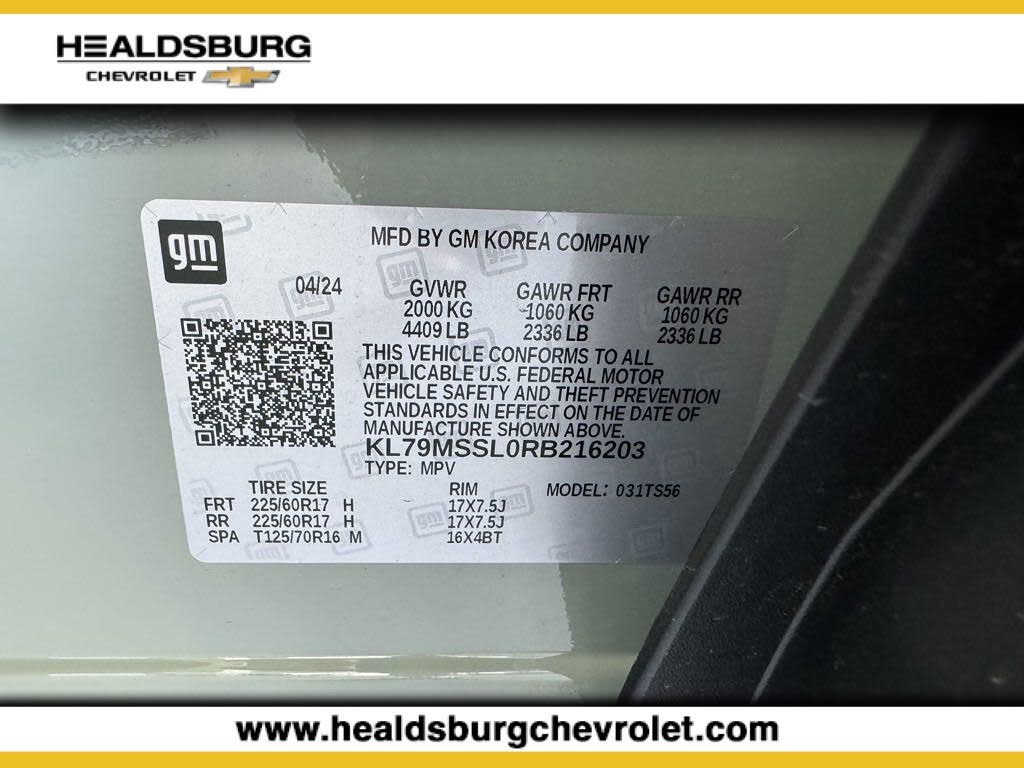 HEALDSBURG
CHEVROLET
gm
MFD BY GM KOREA COMPANY
04/24
GVWR GAWR FRT GAWR RR
2000 KG 1060 KG 1060 KG
4409 LB 2336 LB 2336 LB
THIS VEHICLE CONFORMS TO ALL
APPLICABLE U.S. FEDERAL MOTOR
VEHICLE SAFETY AND THEFT PREVENTION
STANDARDS IN EFFECT ON THE DATE OF
MANUFACTURE SHOWN ABOVE.
KL79MSSL0RB216203
TYPE: MPV
TIRE SIZE RIM MODEL: 031TS56
FRT 225/60R17 H 17X7.5J
RR 225/60R17 H 17X7.5J
SPA T125/70R16 M 16X4BT
www.healdsburgchevrolet.com